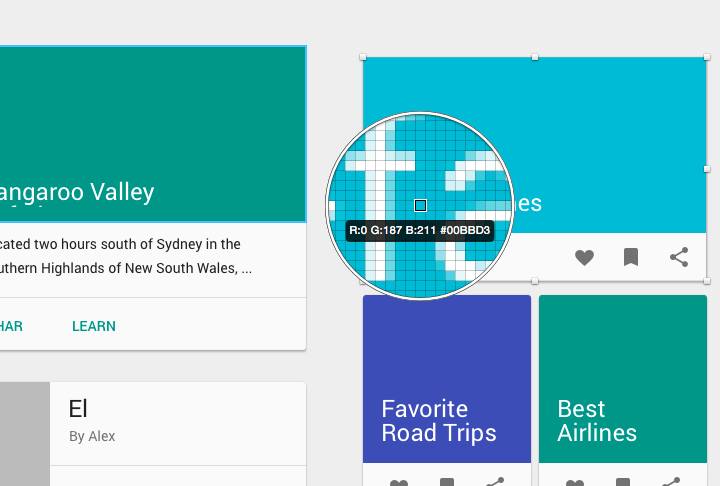 angaroo Valley
cated two hours south of Sydney in the
uthern Highlands of New South Wales, ...
HAR LEARN
El
By Alex
es
R:0 G:187 B:211 #00BBD3
Favorite
Road Trips
Best
Airlines